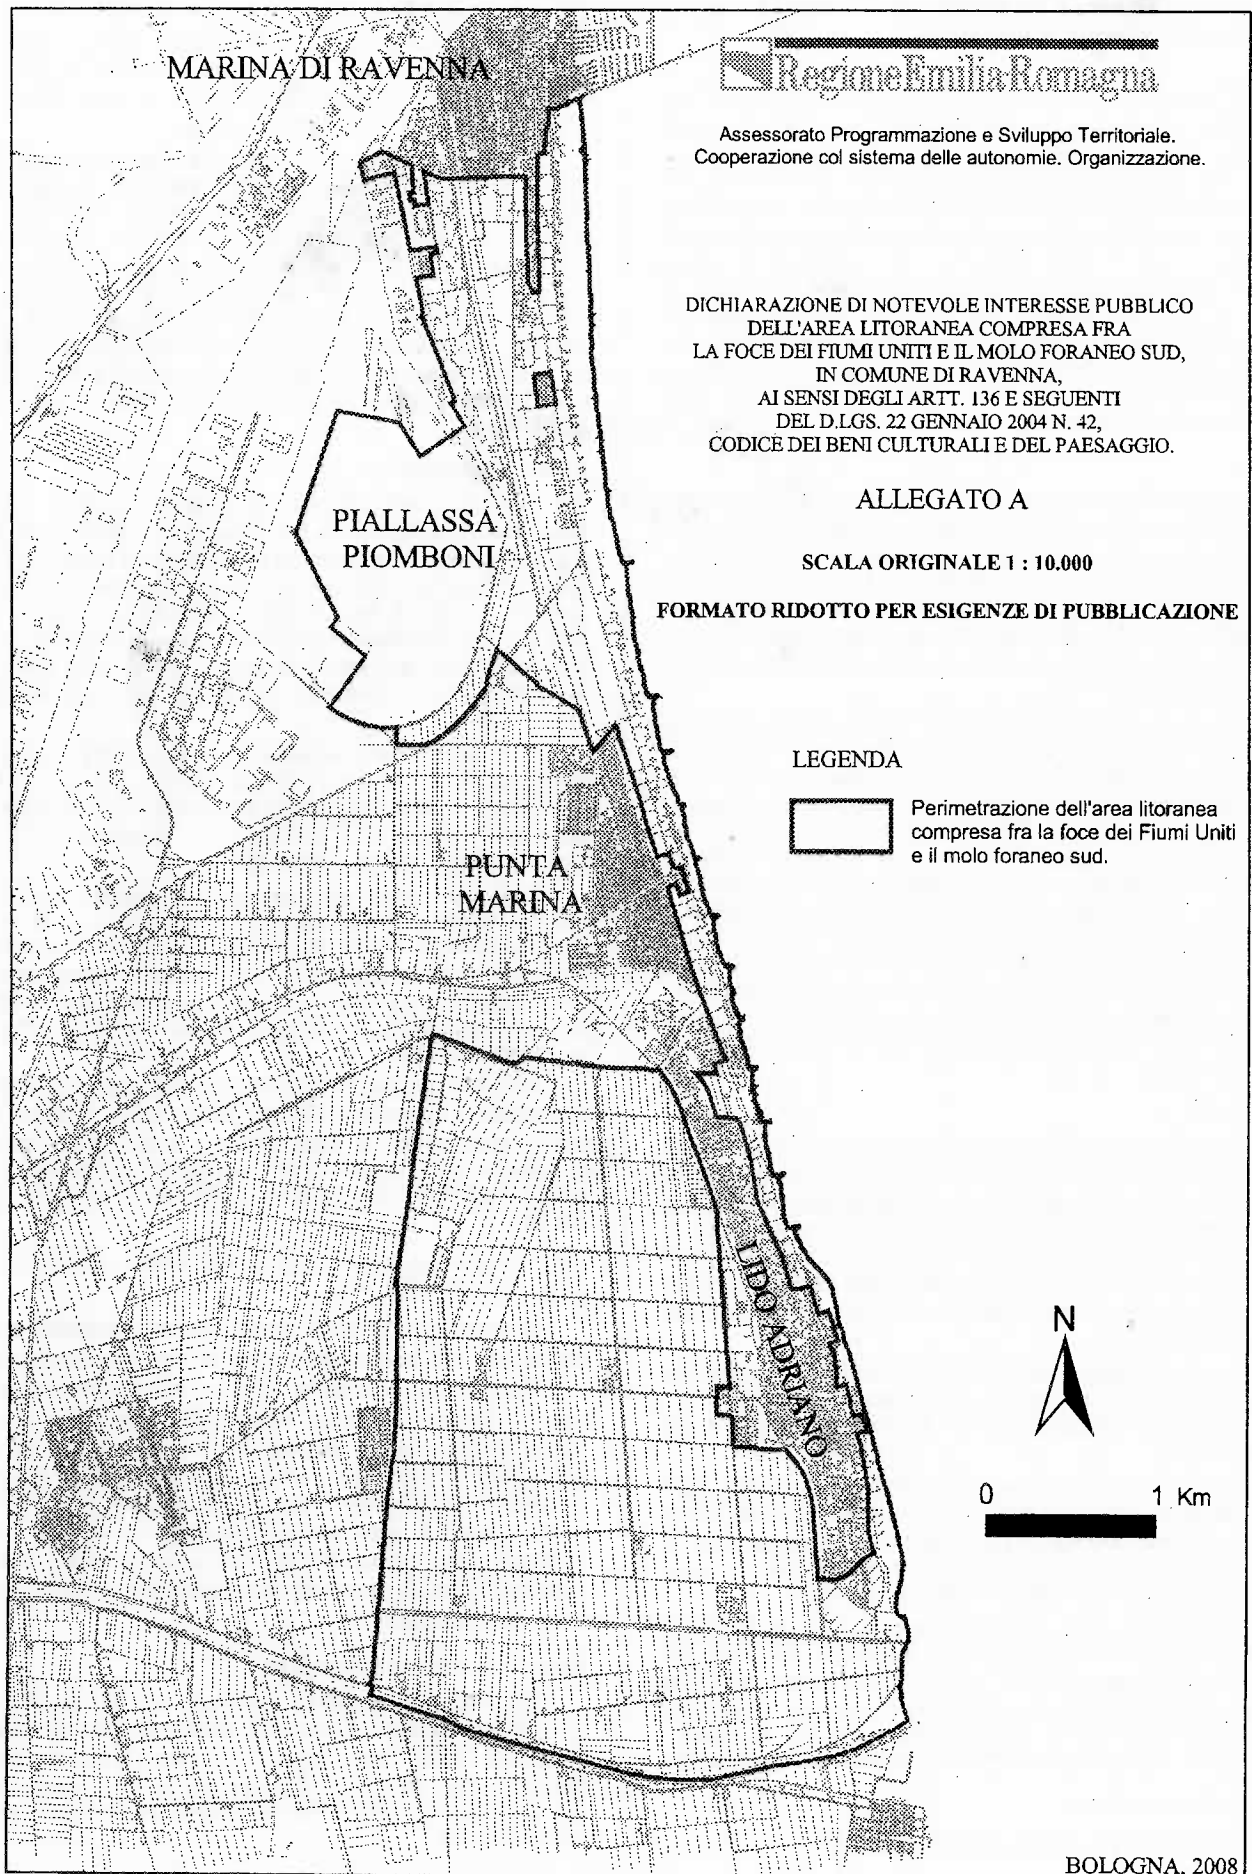 MARINA DI RAVENNA
RegioneEmiliaRomagna
Assessorato Programmazione e Sviluppo Territoriale.
Cooperazione col sistema delle autonomie. Organizzazione.
DICHIARAZIONE DI NOTEVOLE INTERESSE PUBBLICO
DELL'AREA LITORANEA COMPRESA FRA
LA FOCE DEI FIUMI UNITI E IL MOLO FORANEO SUD,
IN COMUNE DI RAVENNA,
AI SENSI DEGLI ARTT. 136 E SEGUENTI
DEL D.LGS. 22 GENNAIO 2004 N. 42,
CODICE DEI BENI CULTURALI E DEL PAESAGGIO.
ALLEGATO A
SCALA ORIGINALE 1 : 10.000
FORMATO RIDOTTO PER ESIGENZE DI PUBBLICAZIONE
PIALLASSA
PIOMBONI
LEGENDA
Perimetrazione dell'area litoranea
compresa fra la foce dei Fiumi Uniti
e il molo foraneo sud.
PUNTA
MARINA
LIDO ADRIANO
N
0 1 Km
BOLOGNA, 2008